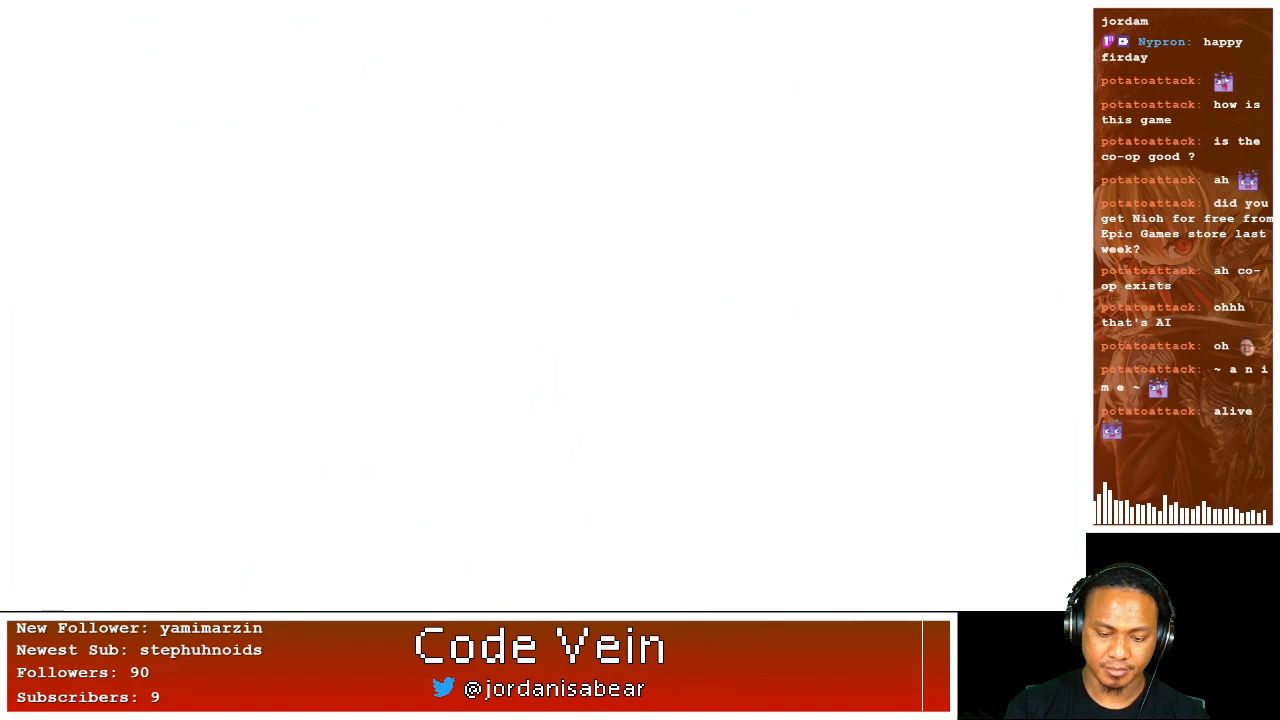 jordam
Nypron: happy
firday
potatoattack:
potatoattack: how is
this game
potatoattack: is the
co-op good ?
potatoattack: ah
potatoattack: did you
get Nioh for free from
Epic Games store last
week?
potatoattack: ah co-
op exists
potatoattack: ohhh
that's AI
potatoattack: oh
potatoattack: ~ a n i
m e ~
potatoattack: alive
New Follower: yamimarzin
Newest Sub: stephuhnoids
Followers: 90
Subscribers: 9
Code Vein
@jordanisabear